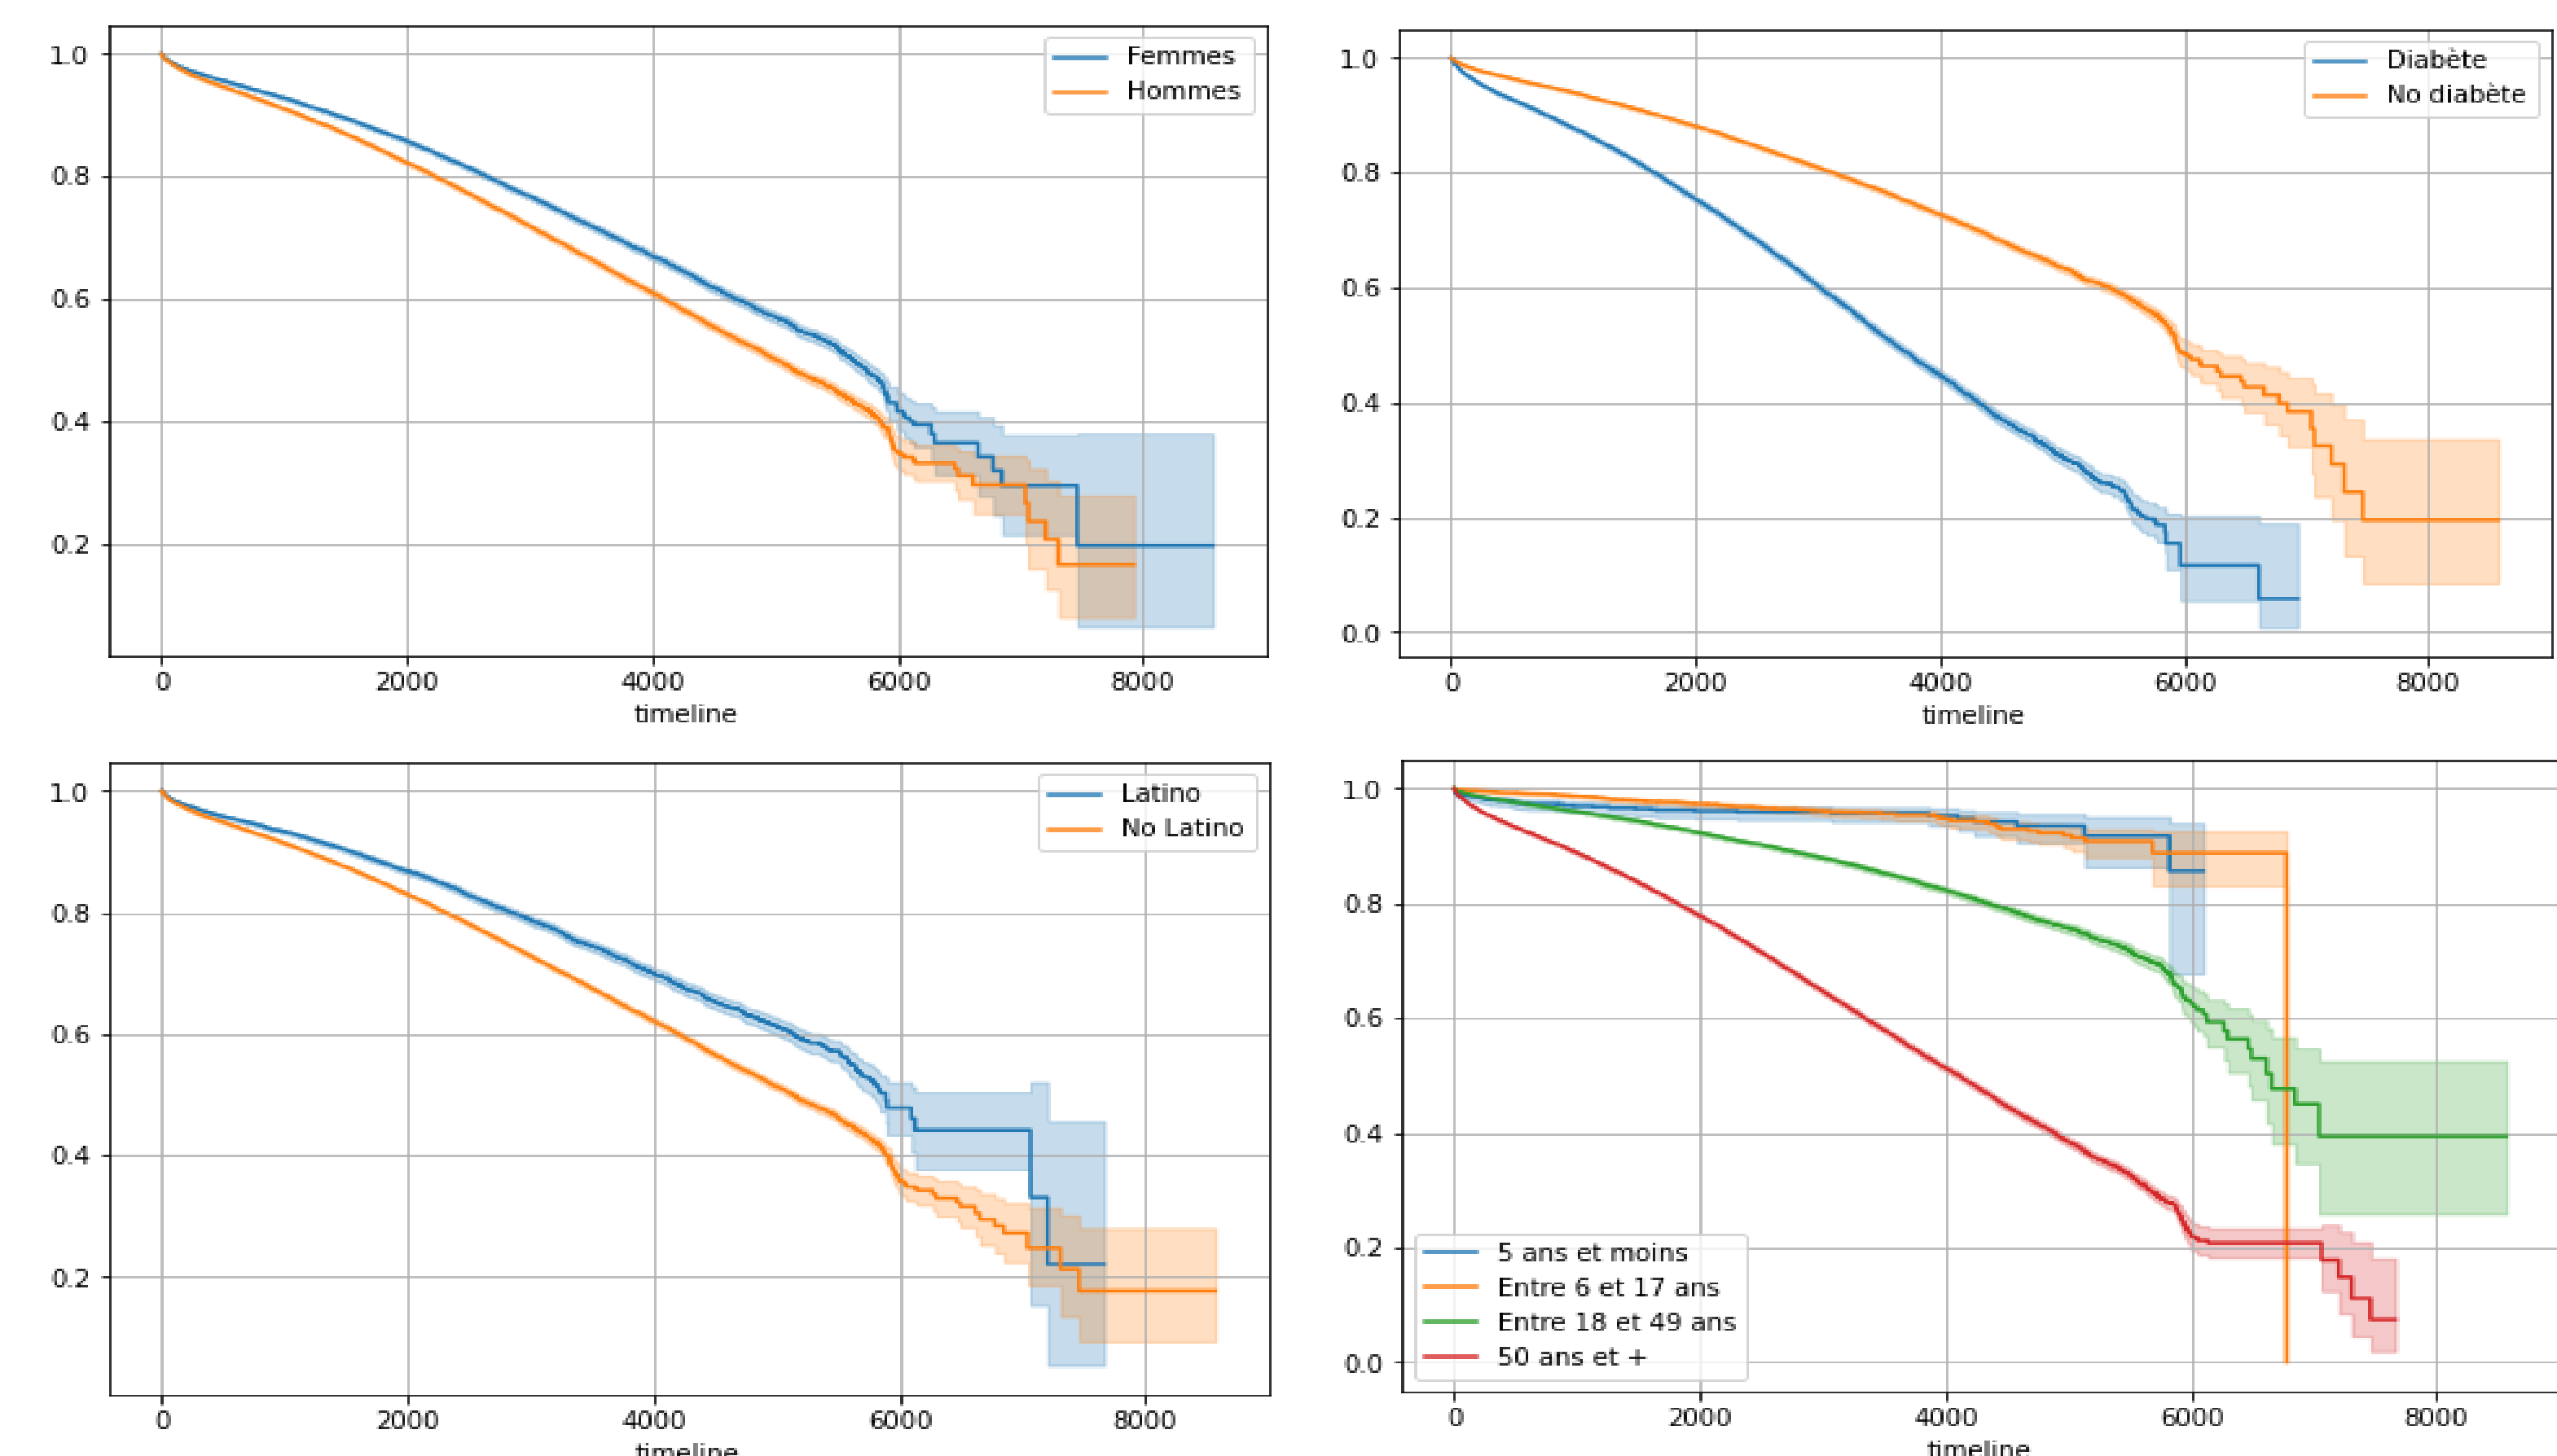 1.0
0.8
0.6
0.4
0.2
0 2000 4000 6000 8000
timeline
Femmes
Hommes
1.0
0.8
0.6
0.4
0.2
0.0
0 2000 4000 6000 8000
timeline
Diabète
No diabète
1.0
0.8
0.6
0.4
0.2
0 2000 4000 6000 8000
timeline
Latino
No Latino
1.0
0.8
0.6
0.4
0.2
0.0
0 2000 4000 6000 8000
timeline
5 ans et moins
Entre 6 et 17 ans
Entre 18 et 49 ans
50 ans et +